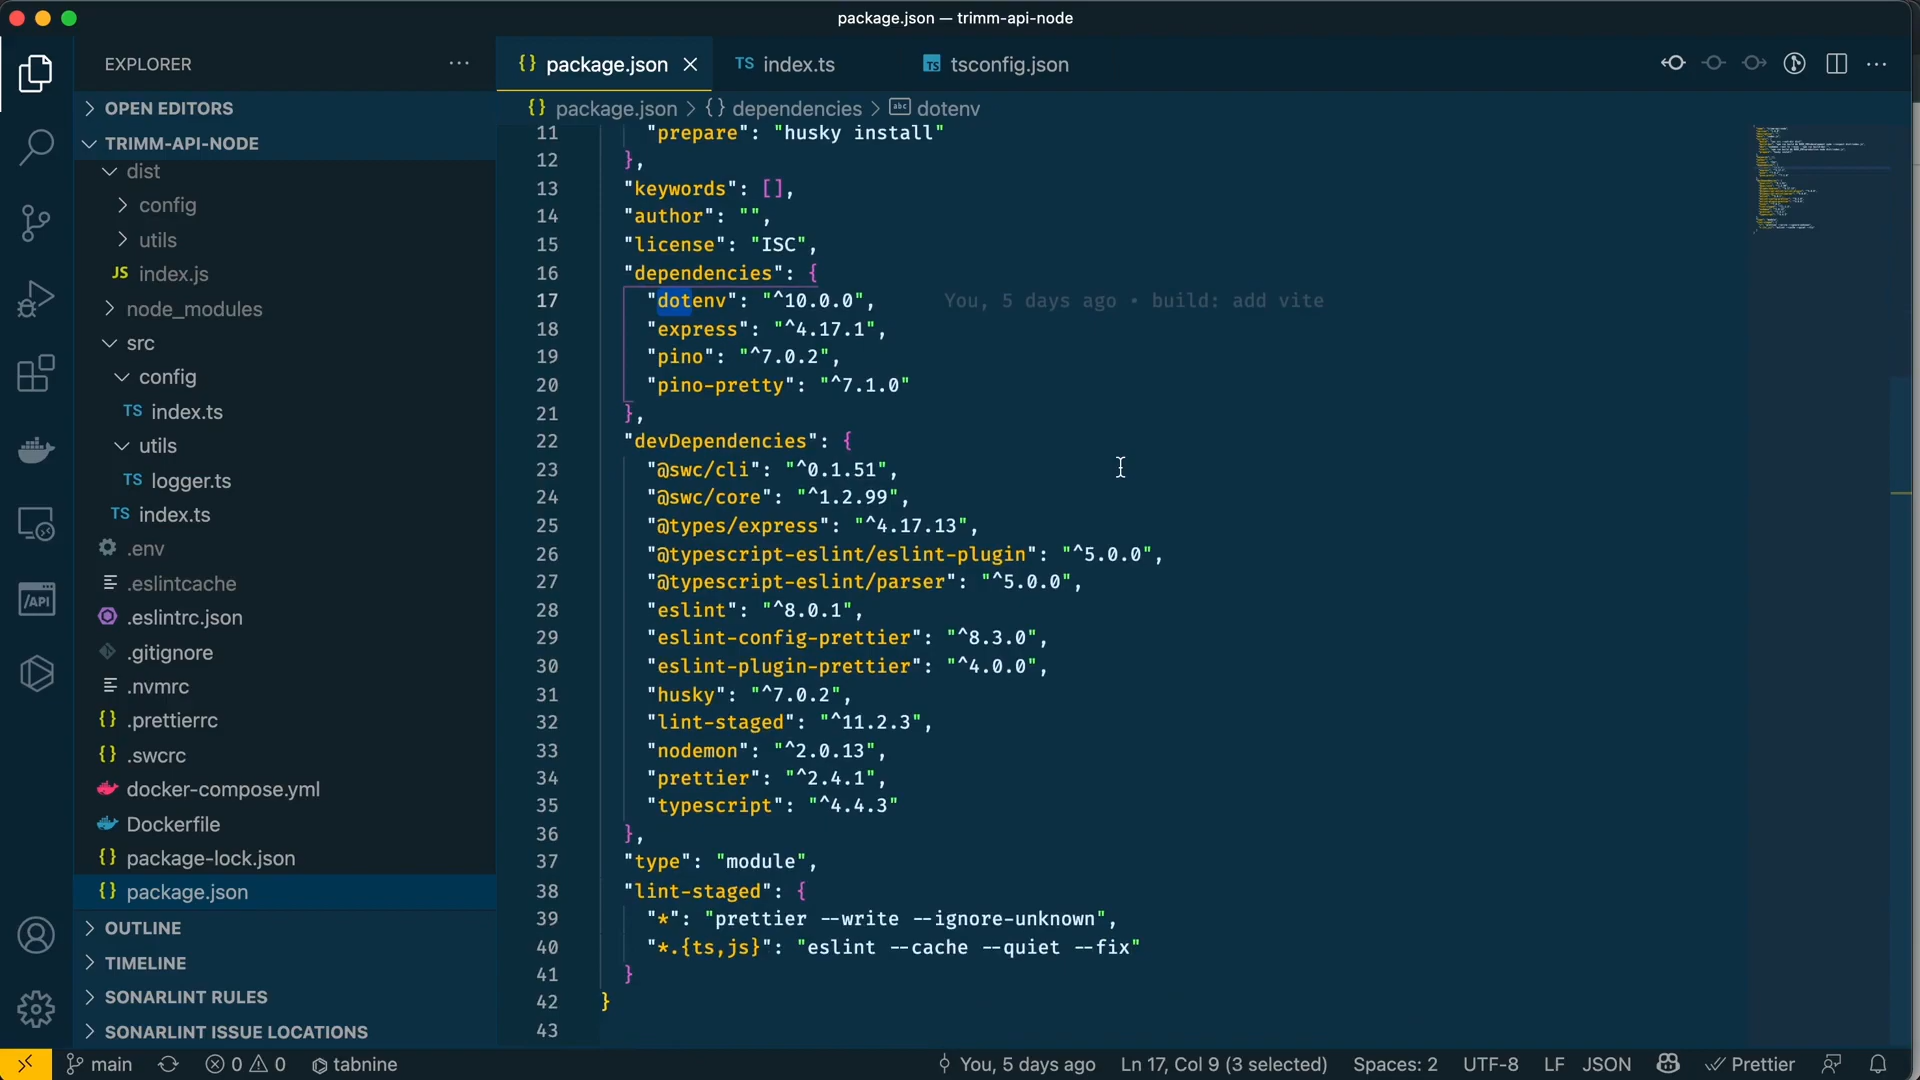 package.json — trimm-api-node
EXPLORER
package.json
TS index.ts
TS tsconfig.json
OPEN EDITORS
package.json > {} dependencies > abc dotenv
TRIMM-API-NODE
dist
config
utils
JS index.js
node_modules
src
config
TS index.ts
utils
TS logger.ts
TS index.ts
.env
.eslintcache
.eslintrc.json
.gitignore
.nvmrc
.prettierrc
.swcrc
docker-compose.yml
Dockerfile
package-lock.json
package.json
OUTLINE
TIMELINE
SONARLINT RULES
SONARLINT ISSUE LOCATIONS
/API
11 "prepare": "husky install"
12 },
13 "keywords": [],
14 "author": "",
15 "license": "ISC",
16 "dependencies": {
17 "dotenv": "^10.0.0", You, 5 days ago • build: add vite
18 "express": "^4.17.1",
19 "pino": "^7.0.2",
20 "pino-pretty": "^7.1.0"
21 },
22 "devDependencies": {
23 "@swc/cli": "^0.1.51",
24 "@swc/core": "^1.2.99",
25 "@types/express": "^4.17.13",
26 "@typescript-eslint/eslint-plugin": "^5.0.0",
27 "@typescript-eslint/parser": "^5.0.0",
28 "eslint": "^8.0.1",
29 "eslint-config-prettier": "^8.3.0",
30 "eslint-plugin-prettier": "^4.0.0",
31 "husky": "^7.0.2",
32 "lint-staged": "^11.2.3",
33 "nodemon": "^2.0.13",
34 "prettier": "^2.4.1",
35 "typescript": "^4.4.3"
36 },
37 "type": "module",
38 "lint-staged": {
39 "*": "prettier --write --ignore-unknown",
40 "*.{ts,js}": "eslint --cache --quiet --fix"
41 }
42 }
43
main 0 0 tabnine You, 5 days ago Ln 17, Col 9 (3 selected) Spaces: 2 UTF-8 LF JSON Prettier